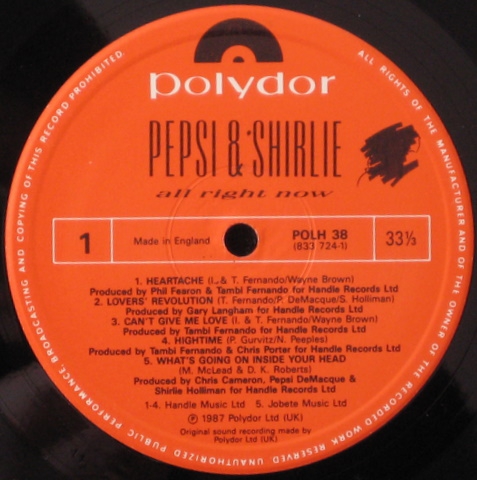 polydor
PEPSI & SHIRLIE
all right now
1
Made in England
POLH 38
(833 724-1)
33⅓
1. HEARTACHE (I. & T. Fernando/Wayne Brown)
Produced by Phil Fearon & Tambi Fernando for Handle Records Ltd
2. LOVERS' REVOLUTION (T. Fernando/P. DeMacque/S. Holliman)
Produced by Gary Langham for Handle Records Ltd
3. CAN'T GIVE ME LOVE (I. & T. Fernando/Wayne Brown)
Produced by Tambi Fernando for Handle Records Ltd
4. HIGHTIME (P. Gurvitz/N. Peeples)
Produced by Tambi Fernando & Chris Porter for Handle Records Ltd
5. WHAT'S GOING ON INSIDE YOUR HEAD
(M. McLead & D. K. Roberts)
Produced by Chris Cameron, Pepsi DeMacque &
Shirlie Holliman for Handle Records Ltd
1-4. Handle Music Ltd 5. Jobete Music Ltd
℗1987 Polydor Ltd (UK)
Original sound recording made by
Polydor Ltd (UK)
ALL RIGHTS OF THE MANUFACTURER AND OF THE OWNER OF THE RECORDED WORK RESERVED. UNAUTHORIZED PUBLIC PERFORMANCE, BROADCASTING AND COPYING OF THIS RECORD PROHIBITED.